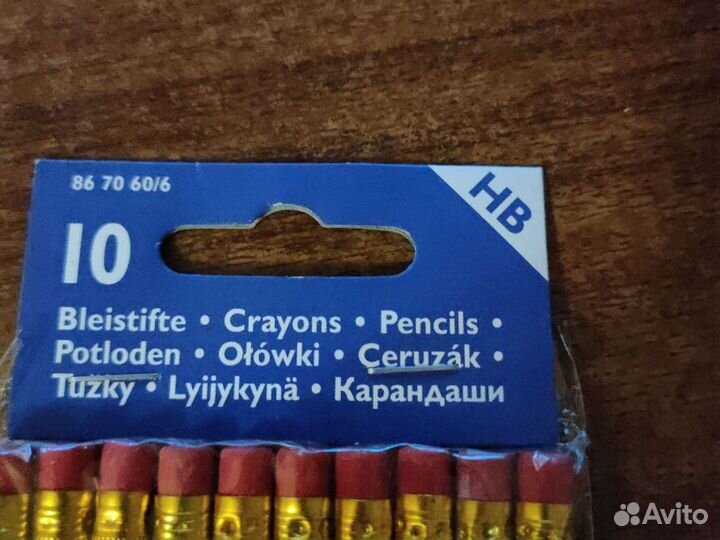 86 70 60/6
HB
10
Bleistifte • Crayons • Pencils •
Potloden • Ołówki • Ceruzák •
Tužky • Lyijykynä • Карандаши
Avito